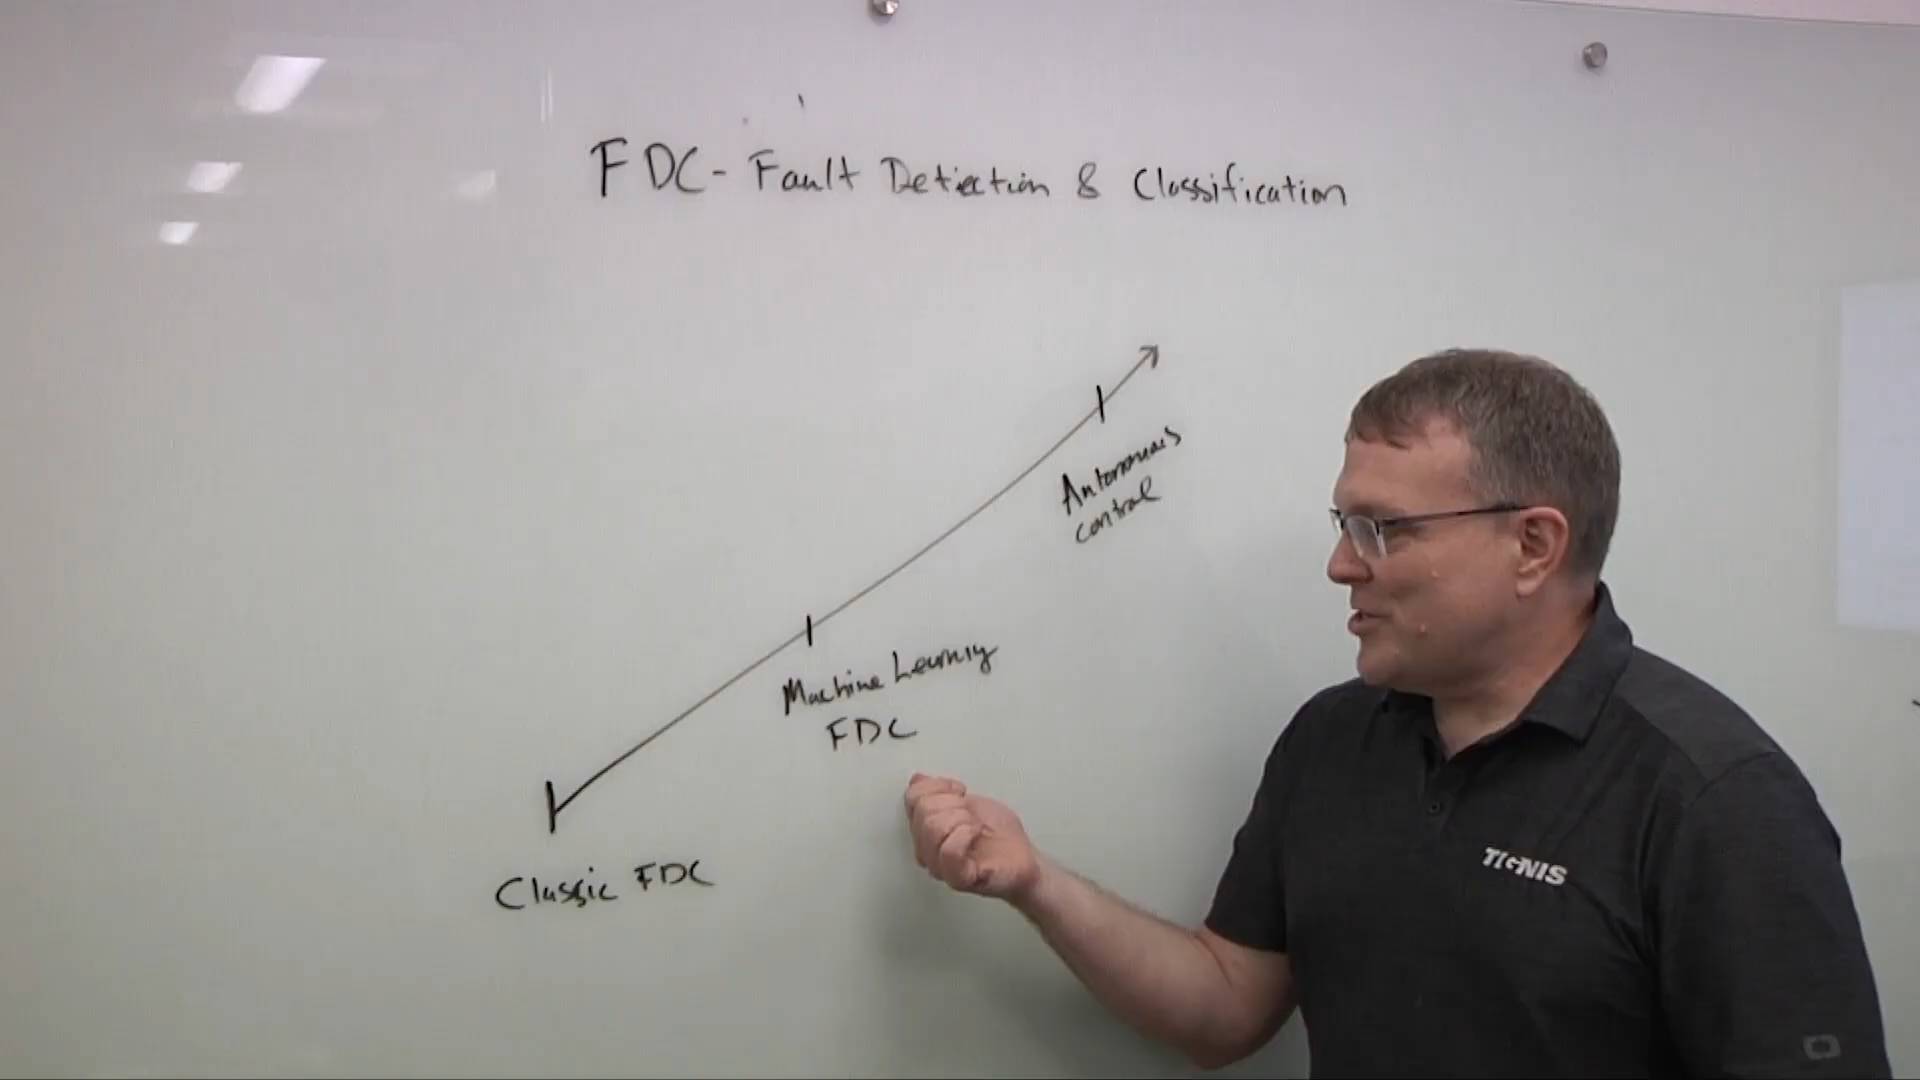 FDC - Fault Detection & Classification
Autonomous
control
Machine Learning
FDC
Classic FDC
TIGNIS